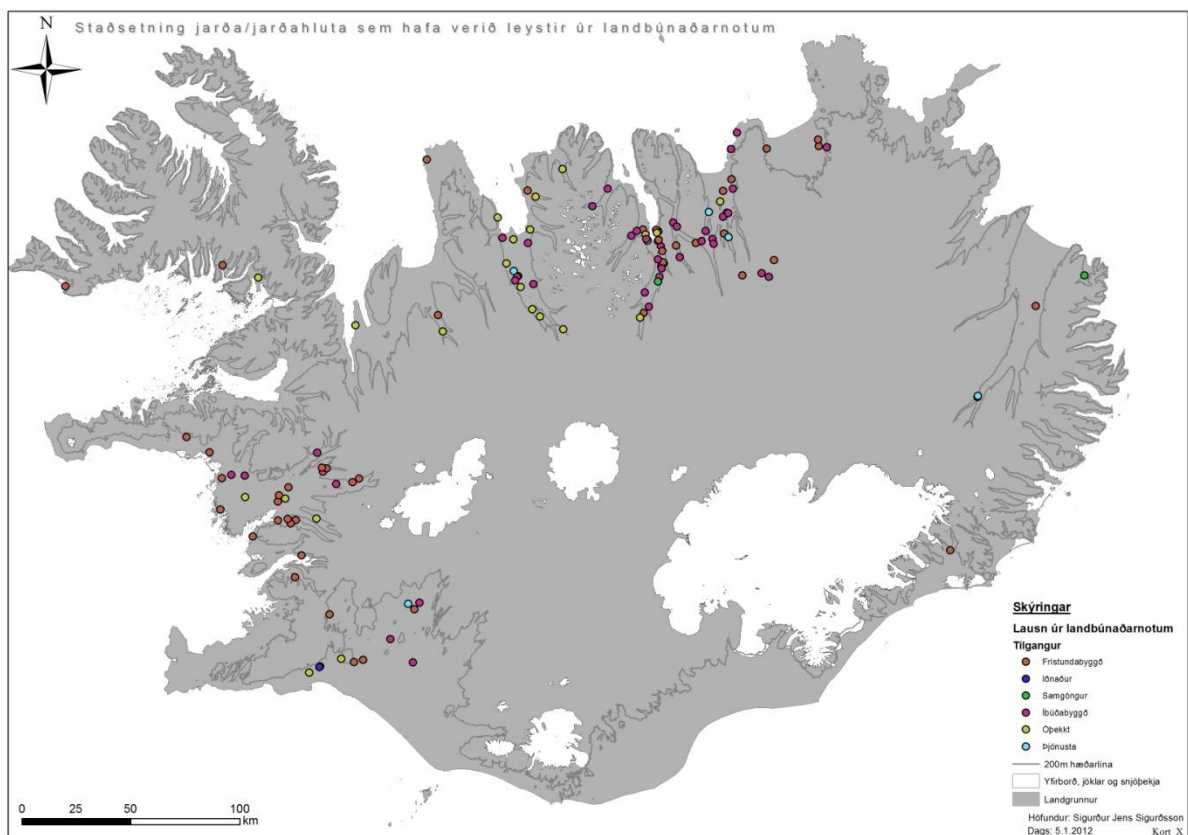 Staðsetning jarða/jarðahluta sem hafa verið leystir úr landbúnaðarnotum
N
Skýringar
Lausn úr landbúnaðarnotum
Tilgangur
Frístundabyggð
Iðnaður
Samgöngur
Íbúðabyggð
Óþekkt
Þjónusta
200m hæðarlína
Yfirborð, jöklar og snjóþekja
Landgrunnur
0 25 50 100
km
Höfundur: Sigurður Jens Sigurðsson
Dags: 5.1.2012 Kort_X